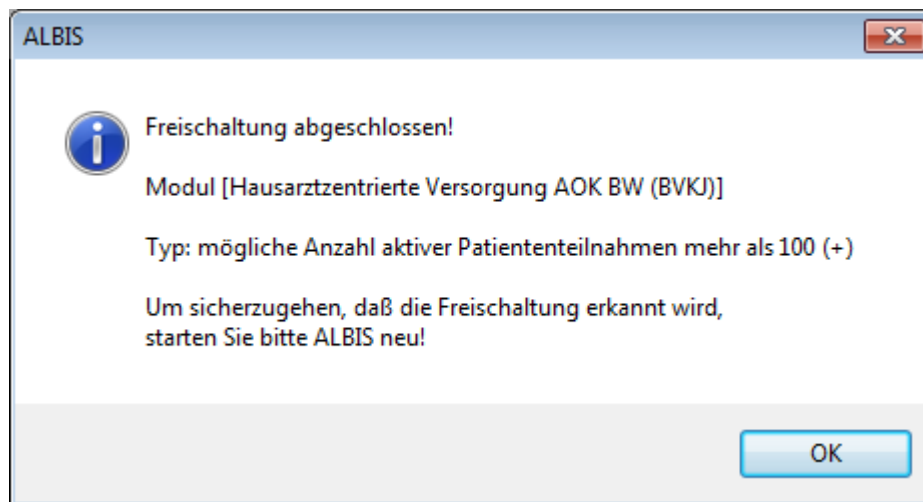 ALBIS
Freischaltung abgeschlossen!
Modul [Hausarztzentrierte Versorgung AOK BW (BVKJ)]
Typ: mögliche Anzahl aktiver Patiententeilnahmen mehr als 100 (+)
Um sicherzugehen, daß die Freischaltung erkannt wird,
starten Sie bitte ALBIS neu!
OK